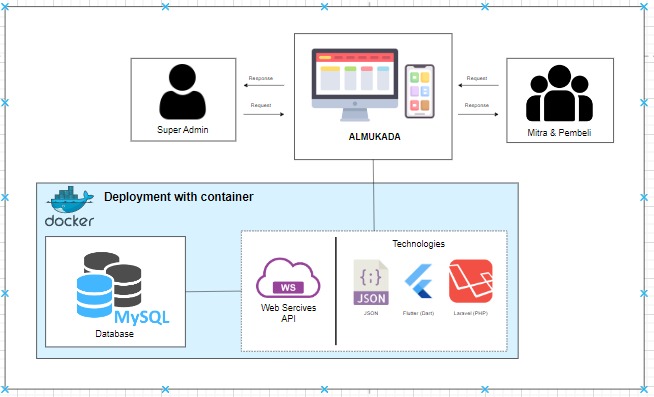 Response
Request
Super Admin
ALMUKADA
Request
Response
Mitra & Pembeli
docker
Deployment with container
MySQL
Database
WS
Web Sercives
API
Technologies
{;}
JSON
JSON
Flutter (Dart)
Laravel (PHP)